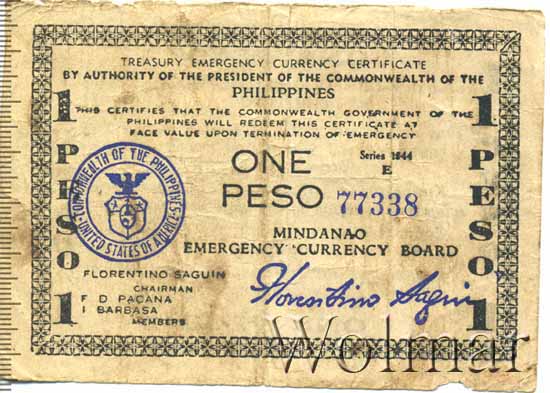 TREASURY EMERGENCY CURRENCY CERTIFICATE
BY AUTHORITY OF THE PRESIDENT OF THE COMMONWEALTH OF THE
PHILIPPINES
THIS CERTIFIES THAT THE COMMONWEALTH GOVERNMENT OF THE
PHILIPPINES WILL REDEEM THIS CERTIFICATE AT
FACE VALUE UPON TERMINATION OF EMERGENCY
1 PESO 1
COMMONWEALTH OF THE PHILIPPINES
UNITED STATES OF AMERICA
ONE
PESO
Series 1944
E
77338
MINDANAO
EMERGENCY CURRENCY BOARD
FLORENTINO SAGUIN
CHAIRMAN
F D PACANA
I BARBASA
MEMBERS
Florentino Saguin
1 PESO 1
Wolmar